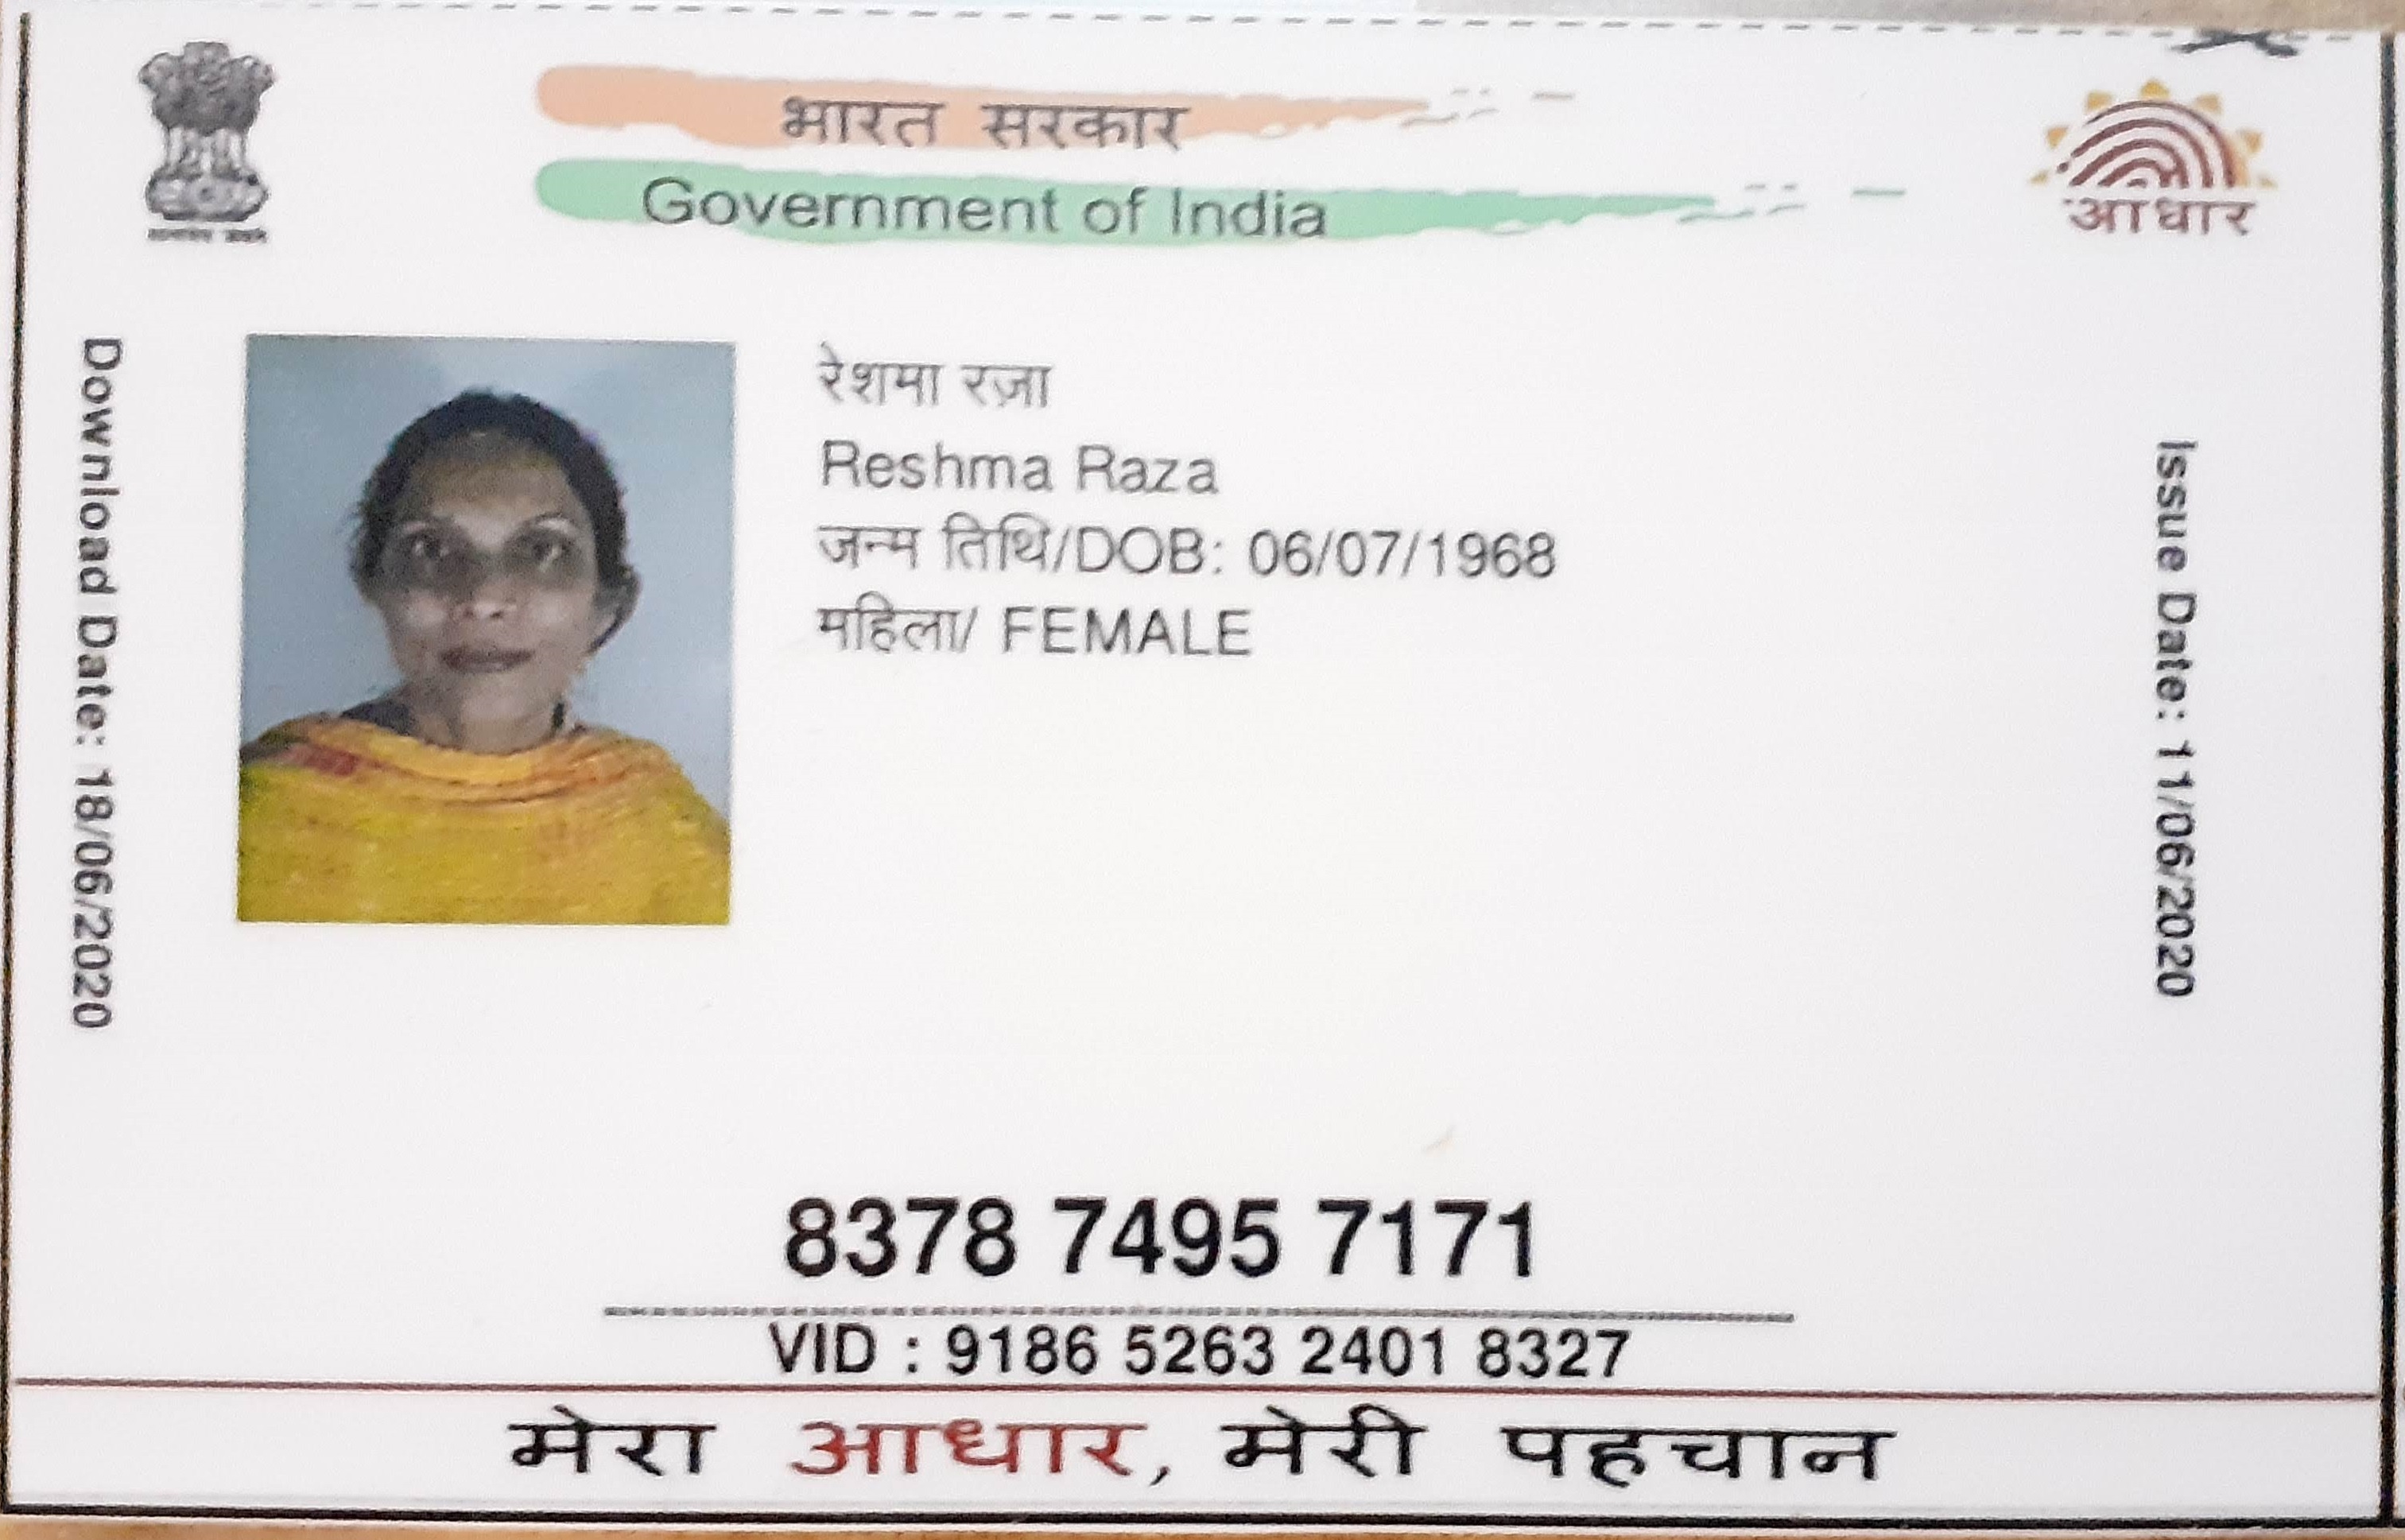 भारत सरकार
Government of India
आधार
Download Date: 18/06/2020
रेशमा रज़ा
Reshma Raza
जन्म तिथि/DOB: 06/07/1968
महिला/ FEMALE
Issue Date: 11/06/2020
8378 7495 7171
VID : 9186 5263 2401 8327
मेरा आधार, मेरी पहचान